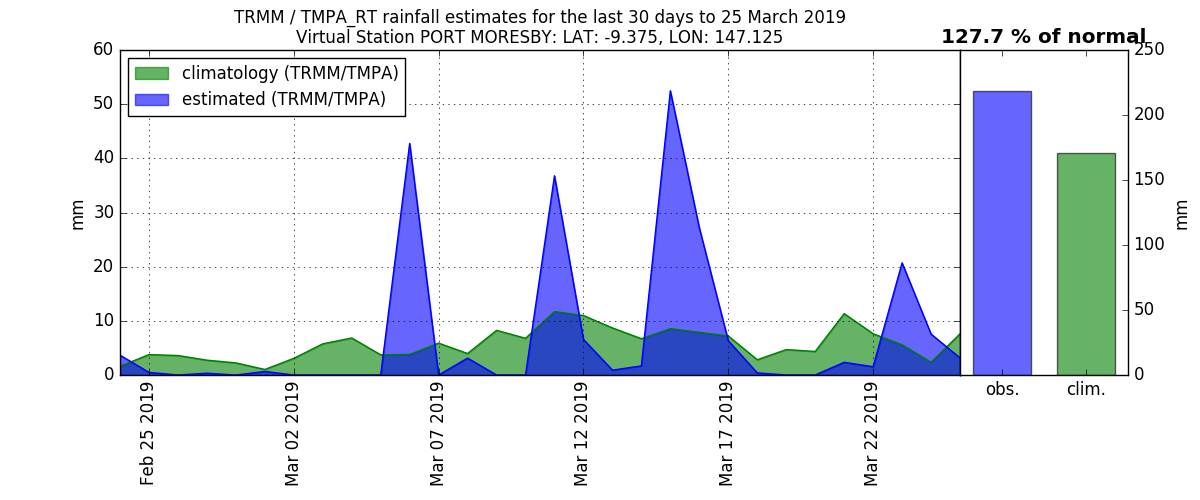 TRMM / TMPA_RT rainfall estimates for the last 30 days to 25 March 2019
Virtual Station PORT MORESBY: LAT: -9.375, LON: 147.125
127.7 % of normal
climatology (TRMM/TMPA)
estimated (TRMM/TMPA)
60
50
40
30
20
10
0
mm
Feb 25 2019
Mar 02 2019
Mar 07 2019
Mar 12 2019
Mar 17 2019
Mar 22 2019
obs.
clim.
250
200
150
100
50
0
mm